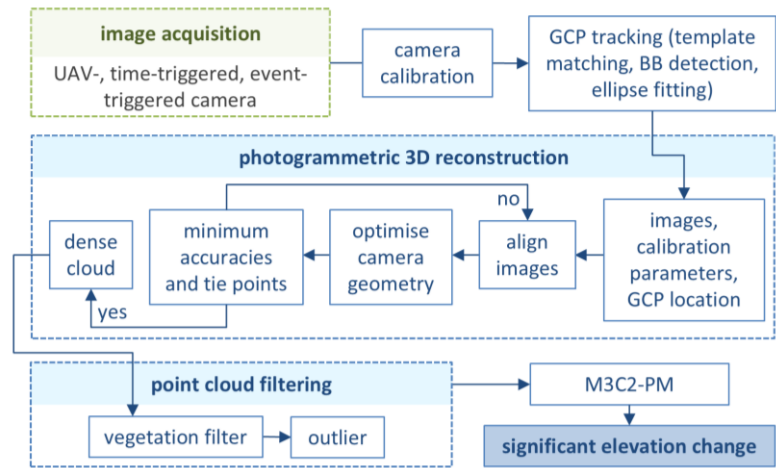 image acquisition
UAV-, time-triggered, event-
triggered camera
camera
calibration
GCP tracking (template
matching, BB detection,
ellipse fitting)
photogrammetric 3D reconstruction
no
dense
cloud
minimum
accuracies
and tie points
optimise
camera
geometry
align
images
images,
calibration
parameters,
GCP location
yes
point cloud filtering
vegetation filter
outlier
M3C2-PM
significant elevation change